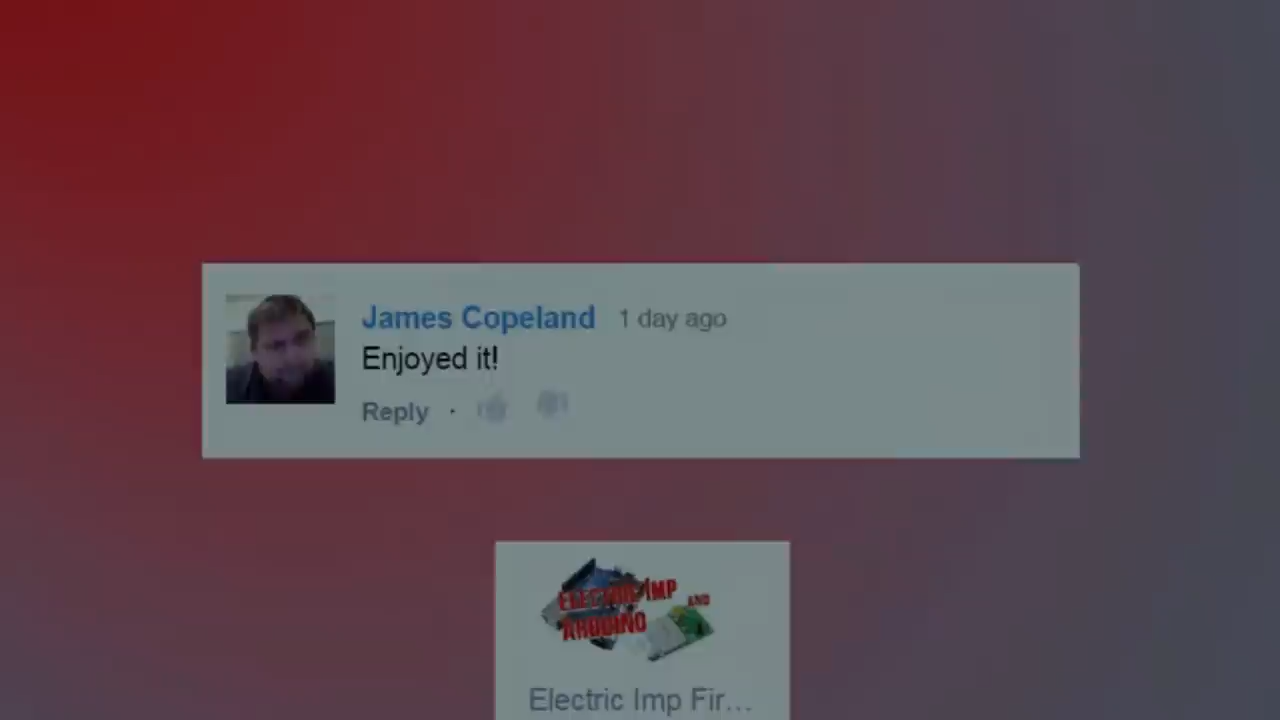 James Copeland 1 day ago
Enjoyed it!
Reply ·
ELECTRIC IMP AND
ARDUINO
Electric Imp Fir...